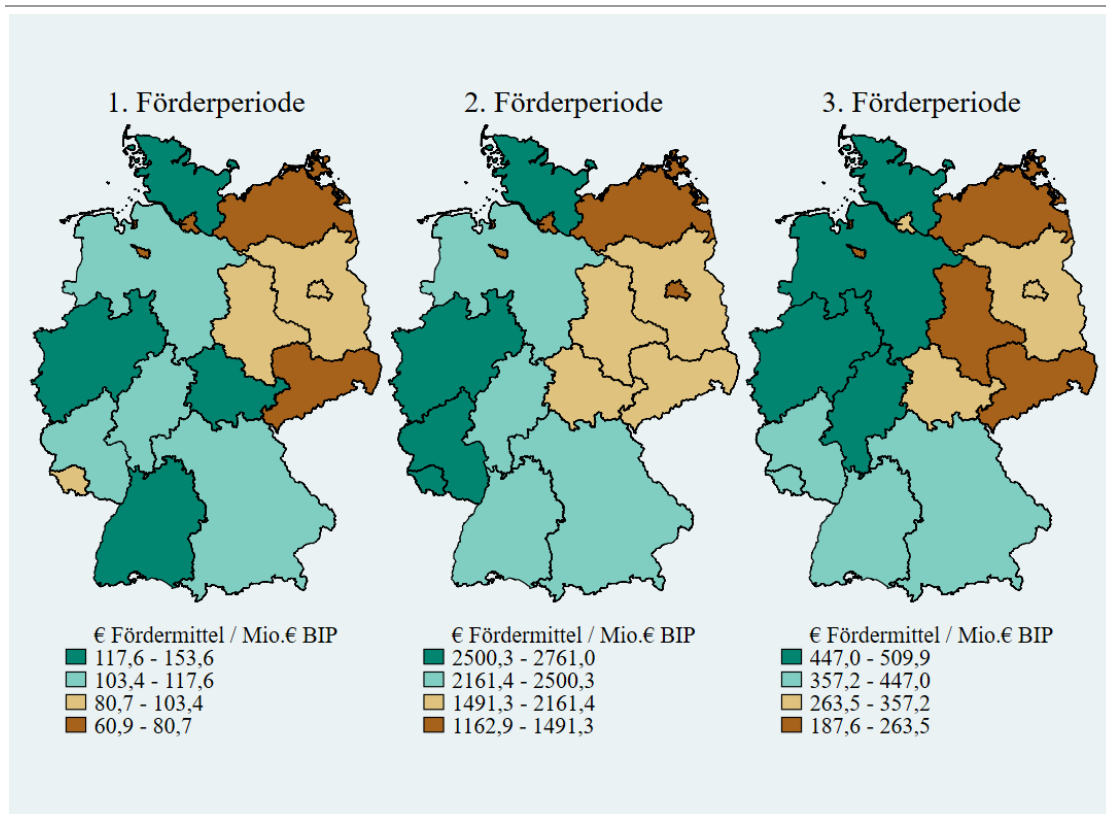 1. Förderperiode
2. Förderperiode
3. Förderperiode
€ Fördermittel / Mio.€ BIP
117,6 - 153,6
103,4 - 117,6
80,7 - 103,4
60,9 - 80,7
€ Fördermittel / Mio.€ BIP
2500,3 - 2761,0
2161,4 - 2500,3
1491,3 - 2161,4
1162,9 - 1491,3
€ Fördermittel / Mio.€ BIP
447,0 - 509,9
357,2 - 447,0
263,5 - 357,2
187,6 - 263,5